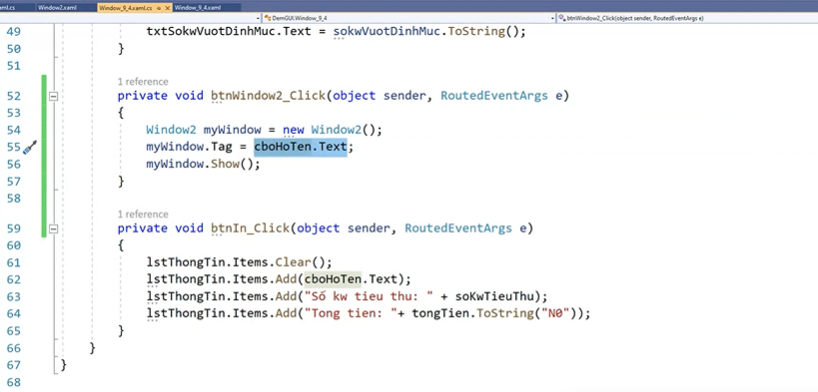 aml.cs Window2.xaml Window_9_4.xaml.cs Window_9_4.xaml
DemGUI.Window_9_4 btnWindow2_Click(object sender, RoutedEventArgs e)
49 txtSokwVuotDinhMuc.Text = sokwVuotDinhMuc.ToString();
50 }
51
1 reference
52 private void btnWindow2_Click(object sender, RoutedEventArgs e)
53 {
54 Window2 myWindow = new Window2();
55 myWindow.Tag = cboHoTen.Text;
56 myWindow.Show();
57 }
58
1 reference
59 private void btnIn_Click(object sender, RoutedEventArgs e)
60 {
61 lstThongTin.Items.Clear();
62 lstThongTin.Items.Add(cboHoTen.Text);
63 lstThongTin.Items.Add("Số kw tieu thu: " + soKwTieuThu);
64 lstThongTin.Items.Add("Tong tien: "+ tongTien.ToString("N0"));
65 }
66 }
67 }
68